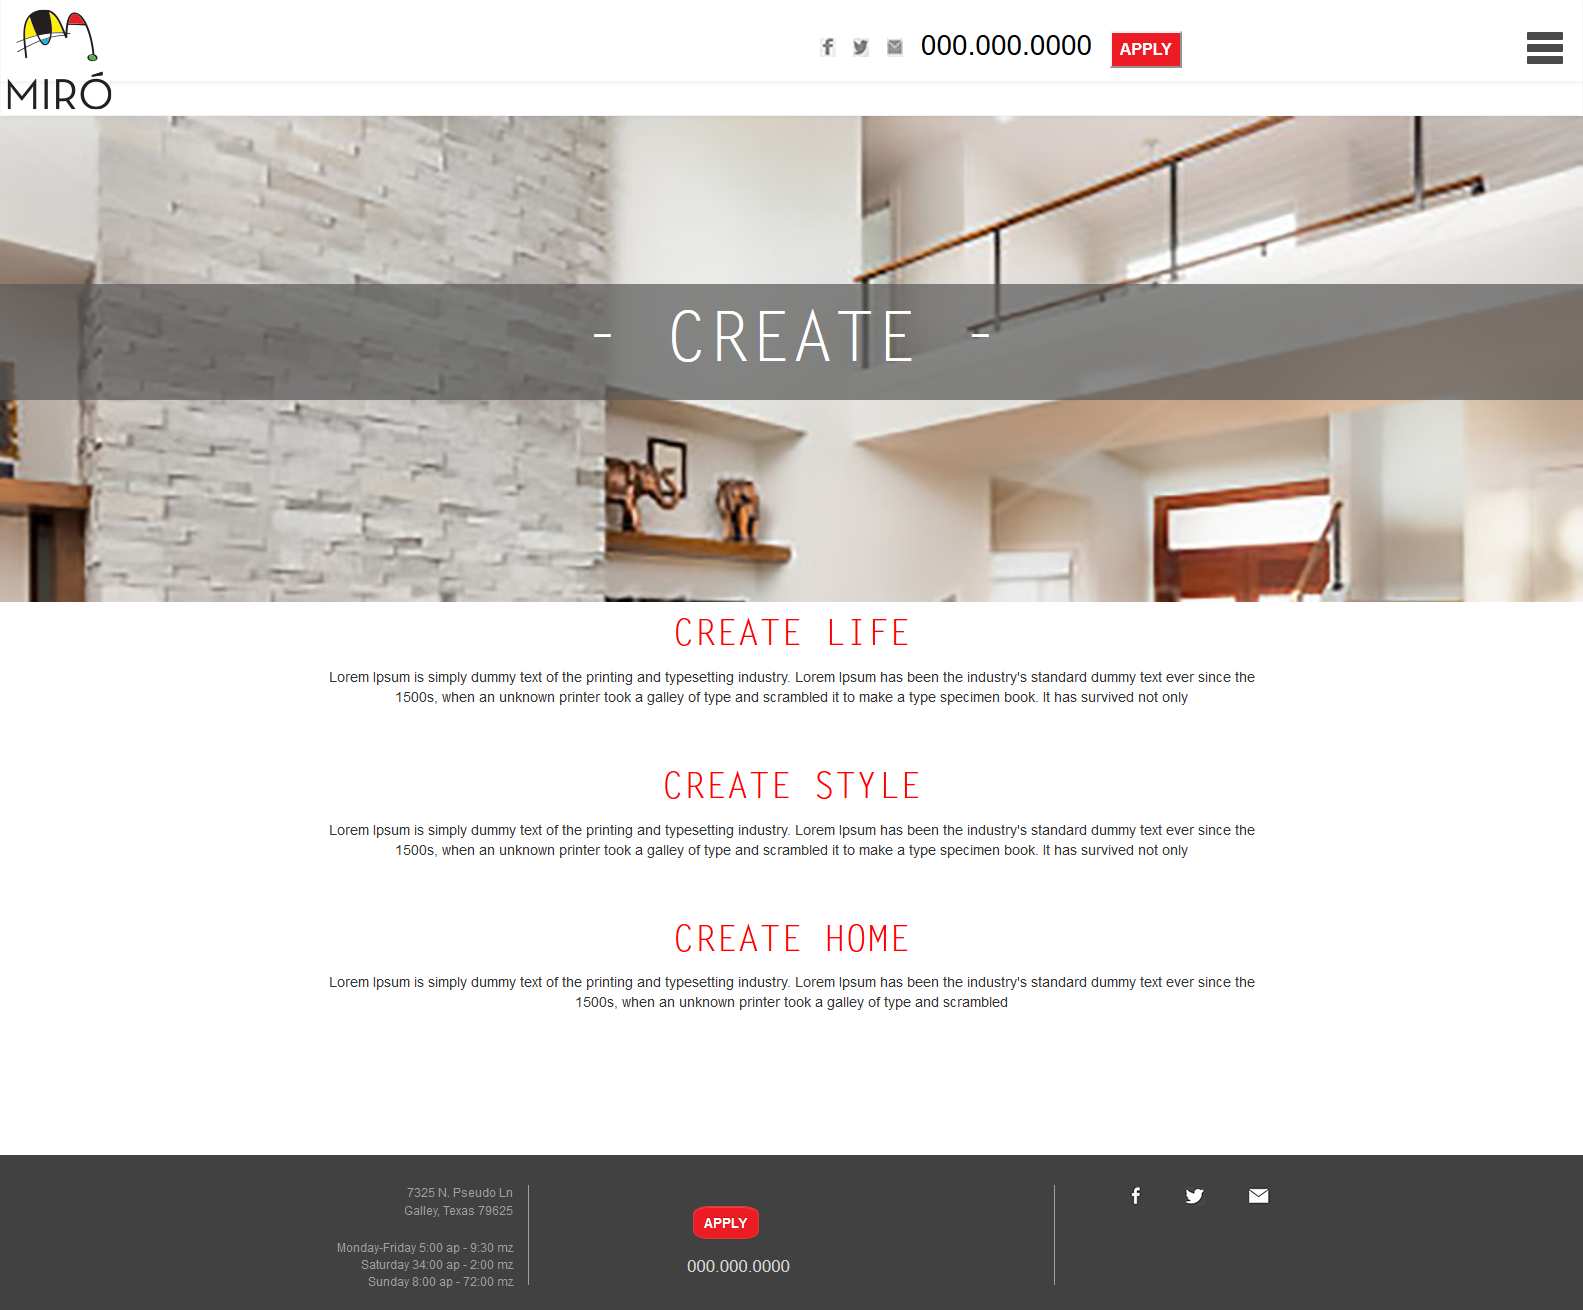 MIRÓ
000.000.0000
APPLY
- CREATE -
CREATE LIFE
Lorem Ipsum is simply dummy text of the printing and typesetting industry. Lorem Ipsum has been the industry's standard dummy text ever since the
1500s, when an unknown printer took a galley of type and scrambled it to make a type specimen book. It has survived not only
CREATE STYLE
Lorem Ipsum is simply dummy text of the printing and typesetting industry. Lorem Ipsum has been the industry's standard dummy text ever since the
1500s, when an unknown printer took a galley of type and scrambled it to make a type specimen book. It has survived not only
CREATE HOME
Lorem Ipsum is simply dummy text of the printing and typesetting industry. Lorem Ipsum has been the industry's standard dummy text ever since the
1500s, when an unknown printer took a galley of type and scrambled
7325 N. Pseudo Ln
Galley, Texas 79625
Monday-Friday 5:00 ap - 9:30 mz
Saturday 34:00 ap - 2:00 mz
Sunday 8:00 ap - 72:00 mz
APPLY
000.000.0000